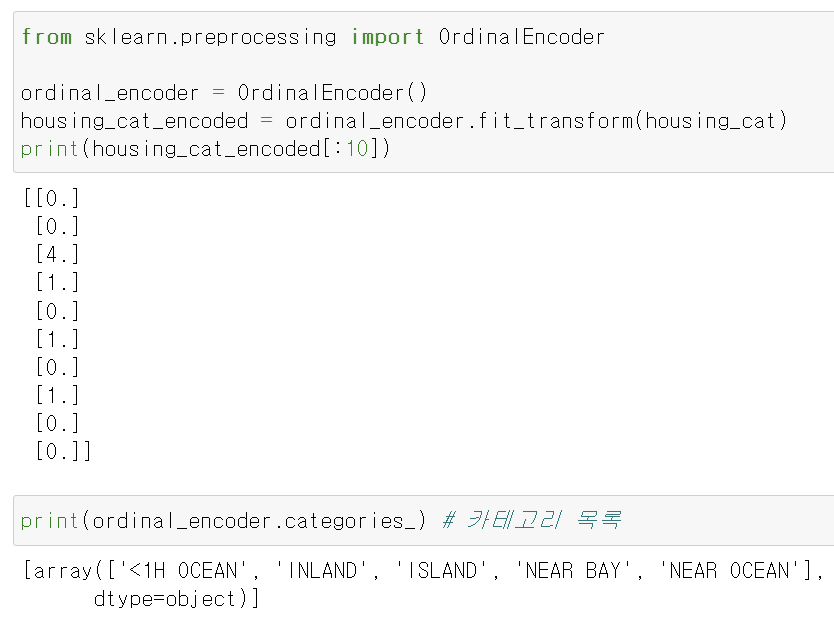 from sklearn.preprocessing import OrdinalEncoder
ordinal_encoder = OrdinalEncoder()
housing_cat_encoded = ordinal_encoder.fit_transform(housing_cat)
print(housing_cat_encoded[:10])
[[0.]
[0.]
[4.]
[1.]
[0.]
[1.]
[0.]
[1.]
[0.]
[0.]]
print(ordinal_encoder.categories_) # 카테고리 목록
[array(['<1H OCEAN', 'INLAND', 'ISLAND', 'NEAR BAY', 'NEAR OCEAN'],
dtype=object)]